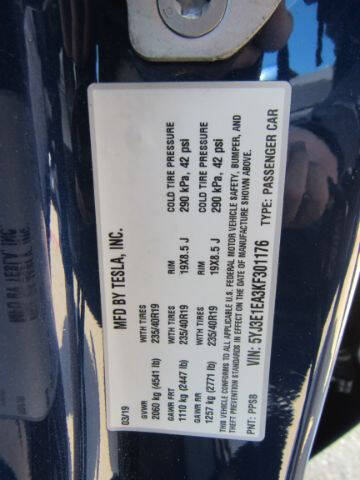 MFD BY TESLA, INC.
03/19
GVWR
2060 kg (4541 lb)
GAWR FRT WITH TIRES RIM COLD TIRE PRESSURE
1110 kg (2447 lb) 235/40R19 19X8.5 J 290 kPa, 42 psi
GAWR RR WITH TIRES RIM COLD TIRE PRESSURE
1257 kg (2771 lb) 235/40R19 19X8.5 J 290 kPa, 42 psi
THIS VEHICLE CONFORMS TO ALL APPLICABLE U.S. FEDERAL MOTOR VEHICLE SAFETY, BUMPER, AND
THEFT PREVENTION STANDARDS IN EFFECT ON THE DATE OF MANUFACTURE SHOWN ABOVE.
VIN: 5YJ3E1EA3KF301176 TYPE: PASSENGER CAR
PNT: PPSB